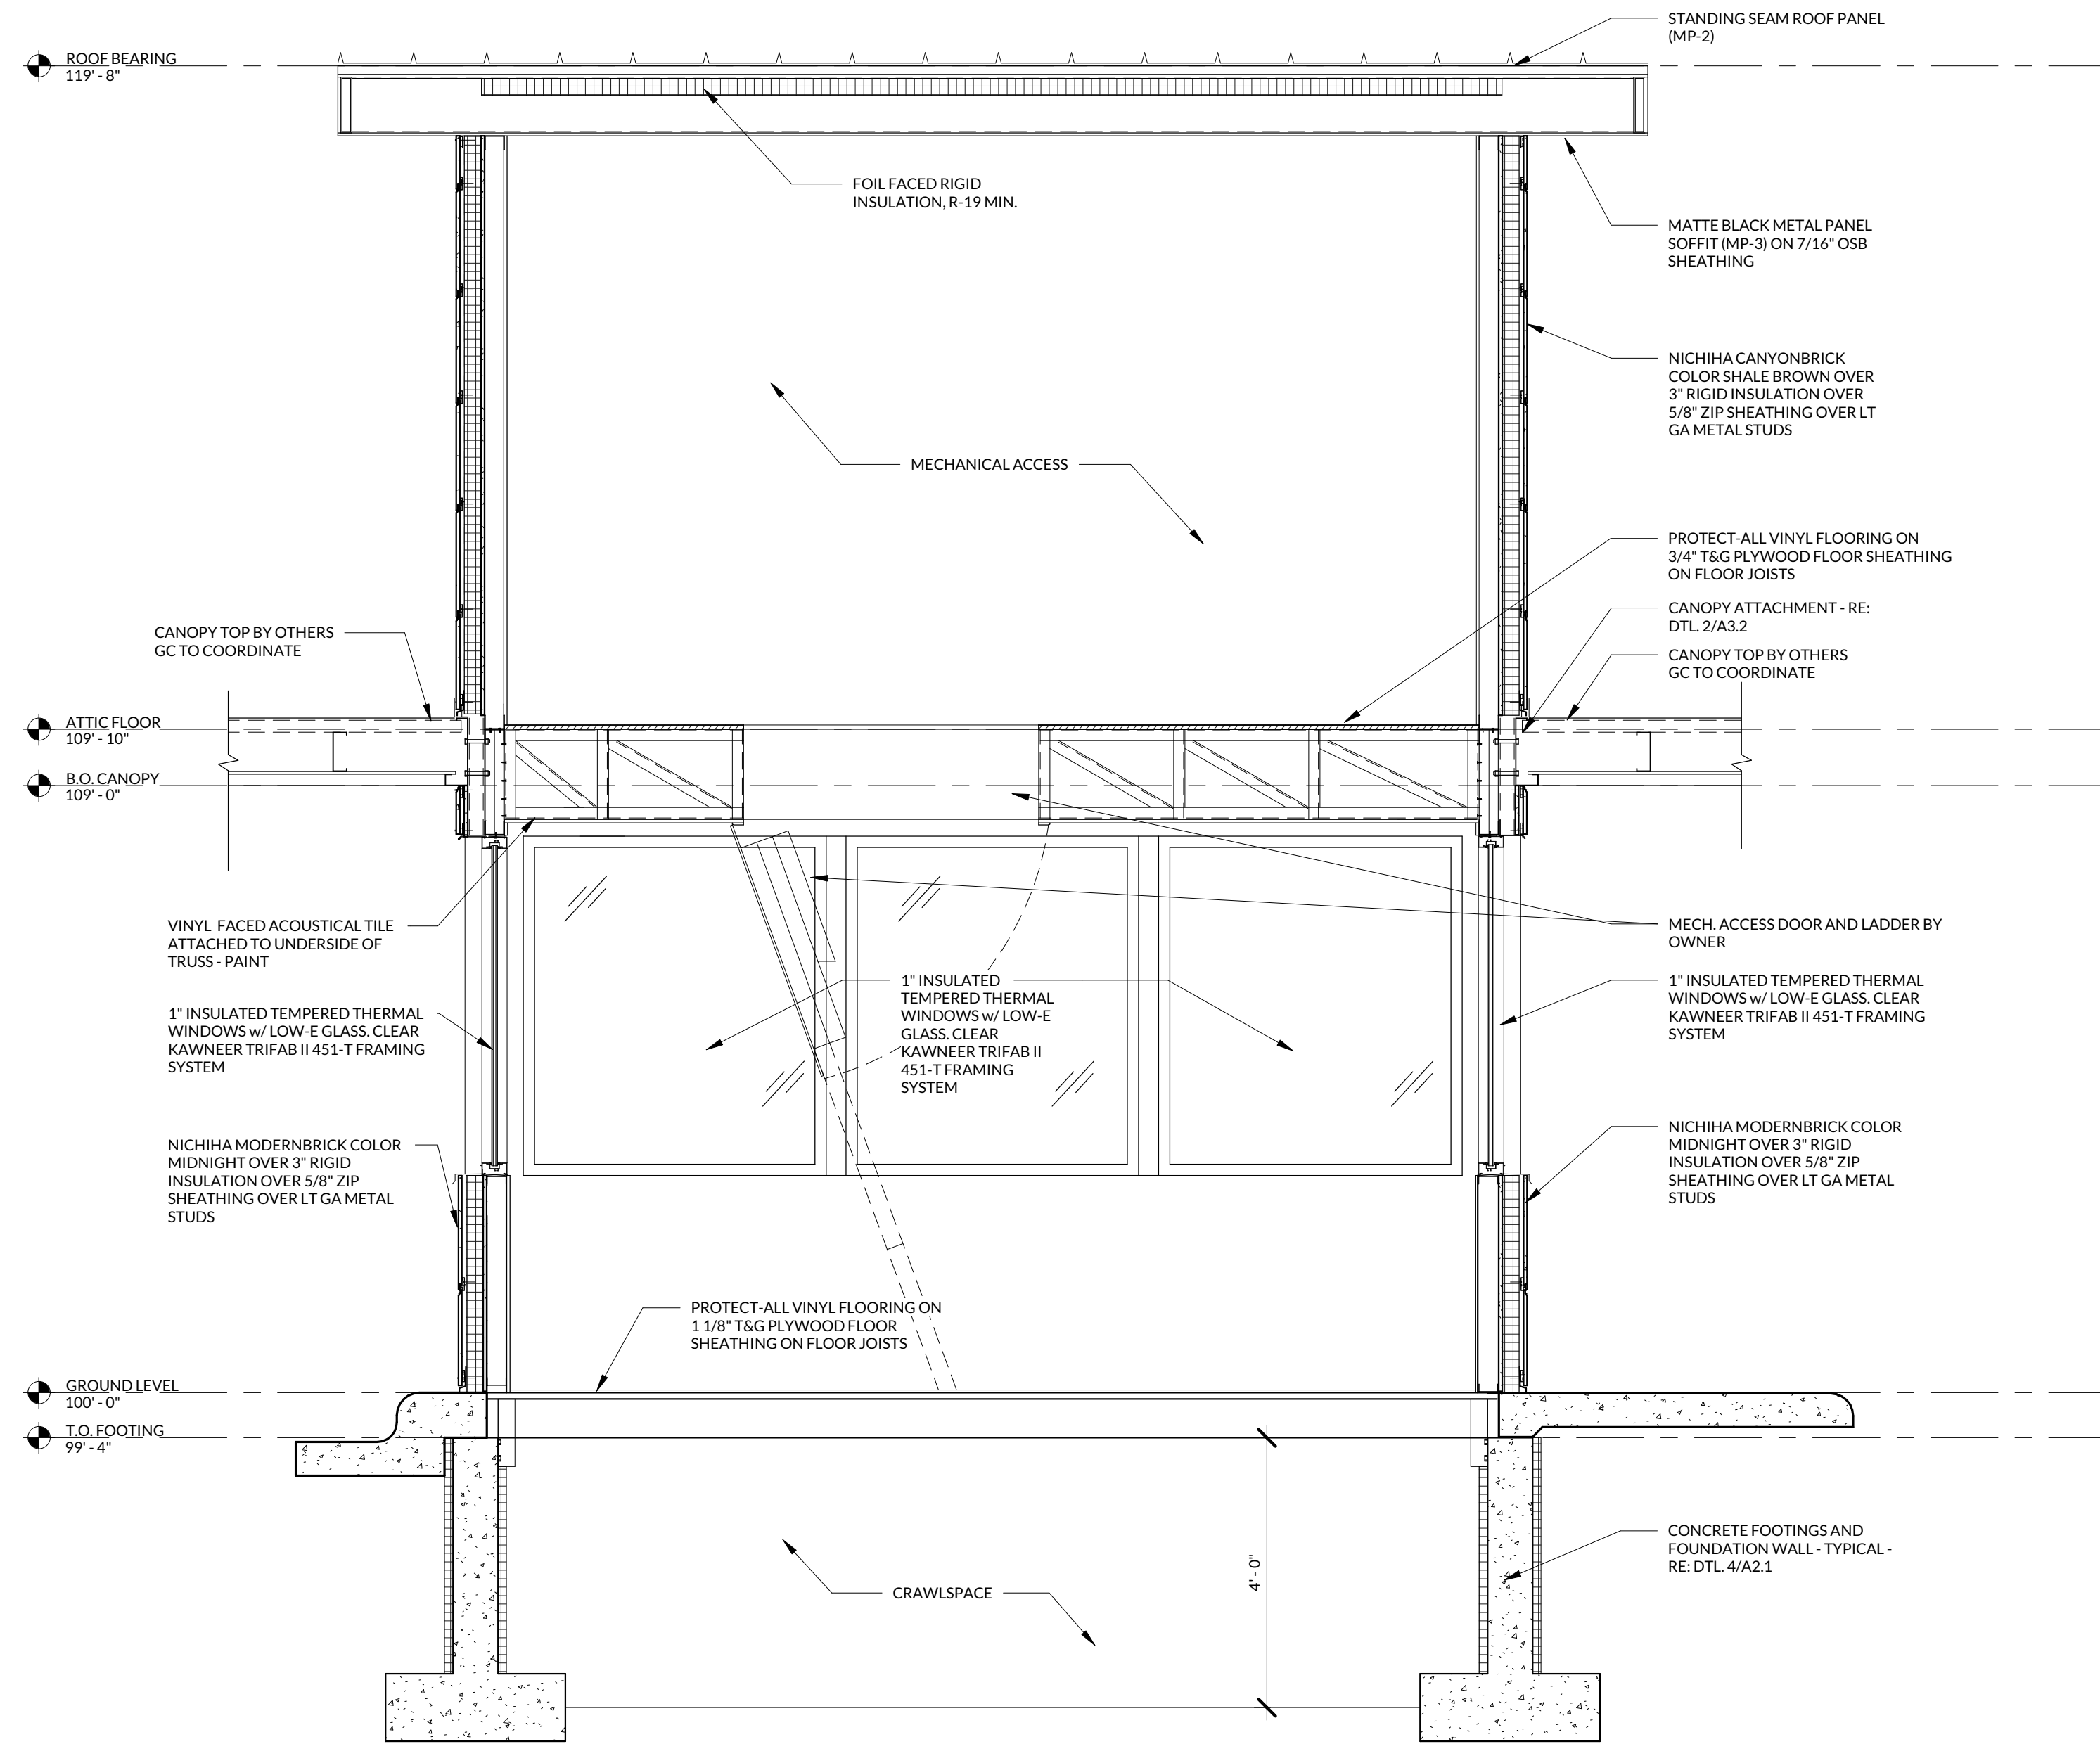 STANDING SEAM ROOF PANEL
(MP-2)
ROOF BEARING
119' - 8"
FOIL FACED RIGID
INSULATION, R-19 MIN.
MATTE BLACK METAL PANEL
SOFFIT (MP-3) ON 7/16" OSB
SHEATHING
NICHIHA CANYONBRICK
COLOR SHALE BROWN OVER
3" RIGID INSULATION OVER
5/8" ZIP SHEATHING OVER LT
GA METAL STUDS
MECHANICAL ACCESS
PROTECT-ALL VINYL FLOORING ON
3/4" T&G PLYWOOD FLOOR SHEATHING
ON FLOOR JOISTS
CANOPY ATTACHMENT - RE:
DTL. 2/A3.2
CANOPY TOP BY OTHERS
GC TO COORDINATE
CANOPY TOP BY OTHERS
GC TO COORDINATE
ATTIC FLOOR
109' - 10"
B.O. CANOPY
109' - 0"
VINYL FACED ACOUSTICAL TILE
ATTACHED TO UNDERSIDE OF
TRUSS - PAINT
MECH. ACCESS DOOR AND LADDER BY
OWNER
1" INSULATED TEMPERED THERMAL
WINDOWS w/ LOW-E GLASS. CLEAR
KAWNEER TRIFAB II 451-T FRAMING
SYSTEM
1" INSULATED
TEMPERED THERMAL
WINDOWS w/ LOW-E
GLASS. CLEAR
KAWNEER TRIFAB II
451-T FRAMING
SYSTEM
1" INSULATED TEMPERED THERMAL
WINDOWS w/ LOW-E GLASS. CLEAR
KAWNEER TRIFAB II 451-T FRAMING
SYSTEM
NICHIHA MODERNBRICK COLOR
MIDNIGHT OVER 3" RIGID
INSULATION OVER 5/8" ZIP
SHEATHING OVER LT GA METAL
STUDS
NICHIHA MODERNBRICK COLOR
MIDNIGHT OVER 3" RIGID
INSULATION OVER 5/8" ZIP
SHEATHING OVER LT GA METAL
STUDS
PROTECT-ALL VINYL FLOORING ON
1 1/8" T&G PLYWOOD FLOOR
SHEATHING ON FLOOR JOISTS
GROUND LEVEL
100' - 0"
T.O. FOOTING
99' - 4"
4' - 0"
CONCRETE FOOTINGS AND
FOUNDATION WALL - TYPICAL -
RE: DTL. 4/A2.1
CRAWLSPACE